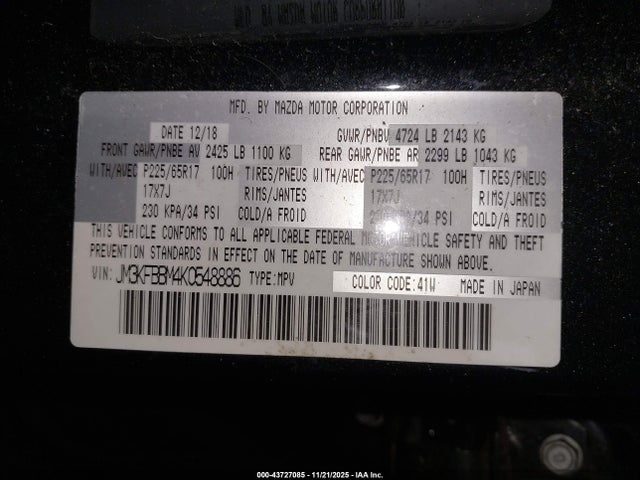 MFD. BY MAZDA MOTOR CORPORATION
DATE 12/18 GVWR/PNBV 4724 LB 2143 KG
FRONT GAWR/PNBE AV 2425 LB 1100 KG REAR GAWR/PNBE AR 2299 LB 1043 KG
WITH/AVEC P225/65R17 100H TIRES/PNEUS WITH/AVEC P225/65R17 100H TIRES/PNEUS
17X7J RIMS/JANTES 17X7J RIMS/JANTES
230 KPA/34 PSI COLD/A FROID 230 KPA/34 PSI COLD/A FROID
THIS VEHICLE CONFORMS TO ALL APPLICABLE FEDERAL MOTOR VEHICLE SAFETY AND THEFT
PREVENTION STANDARDS IN EFFECT ON THE DATE OF MANUFACTURE SHOWN ABOVE.
VIN: JM3KFBBM4K0548886 TYPE:MPV COLOR CODE:41W MADE IN JAPAN
000-43727085 - 11/21/2025 - IAA Inc.